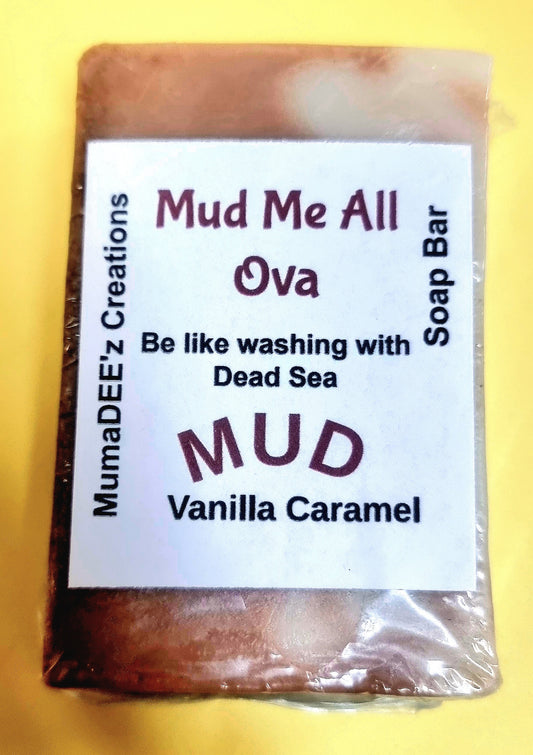 Mud Me All
Ova
Be like washing with
Dead Sea
MUD
Vanilla Caramel
MumaDEE'z Creations
Soap Bar